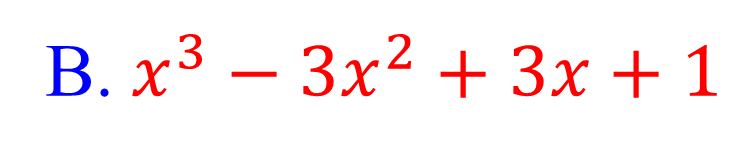 B. x³ − 3x² + 3x + 1